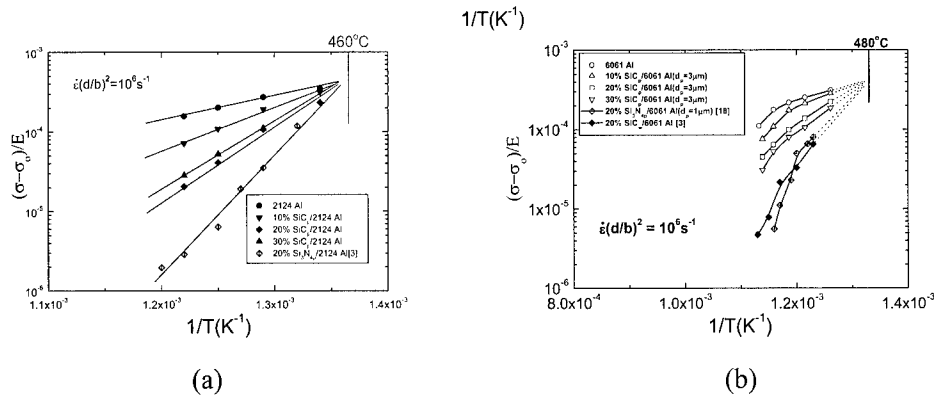 1/T(K⁻¹)
460°C
10⁻³
10⁻⁴
10⁻⁵
10⁻⁶
(σ-σₒ)/E
ε̇(d/b)²=10⁶s⁻¹
2124 Al
10% SiCₚ/2124 Al
20% SiCₚ/2124 Al
30% SiCₚ/2124 Al
20% Si₃N₄ₚ/2124 Al[3]
1.1x10⁻³ 1.2x10⁻³ 1.3x10⁻³ 1.4x10⁻³
1/T(K⁻¹)
(a)
480°C
1x10⁻³
1x10⁻⁴
1x10⁻⁵
1x10⁻⁶
(σ-σₒ)/E
6061 Al
10% SiCₚ/6061 Al(dₚ=3μm)
20% SiCₚ/6061 Al(dₚ=3μm)
30% SiCₚ/6061 Al(dₚ=3μm)
20% Si₃N₄ₚ/6061 Al(dₚ=1μm) [18]
20% SiC /6061 Al [3]
ε̇(d/b)² = 10⁶s⁻¹
8.0x10⁻⁴ 1.0x10⁻³ 1.2x10⁻³ 1.4x10⁻³
1/T(K⁻¹)
(b)